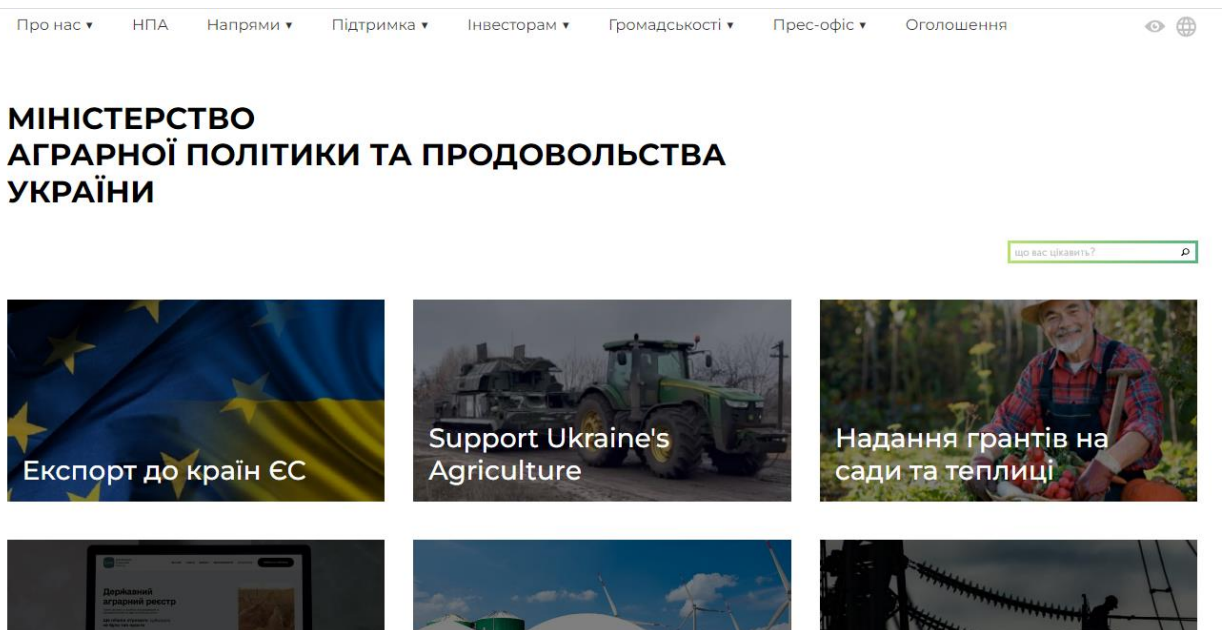 Про нас ▾ НПА Напрями ▾ Підтримка ▾ Інвесторам ▾ Громадськості ▾ Прес-офіс ▾ Оголошення
МІНІСТЕРСТВО
АГРАРНОЇ ПОЛІТИКИ ТА ПРОДОВОЛЬСТВА
УКРАЇНИ
що вас цікавить?
Експорт до країн ЄС
Support Ukraine's
Agriculture
Надання грантів на
сади та теплиці
Державний
аграрний реєстр